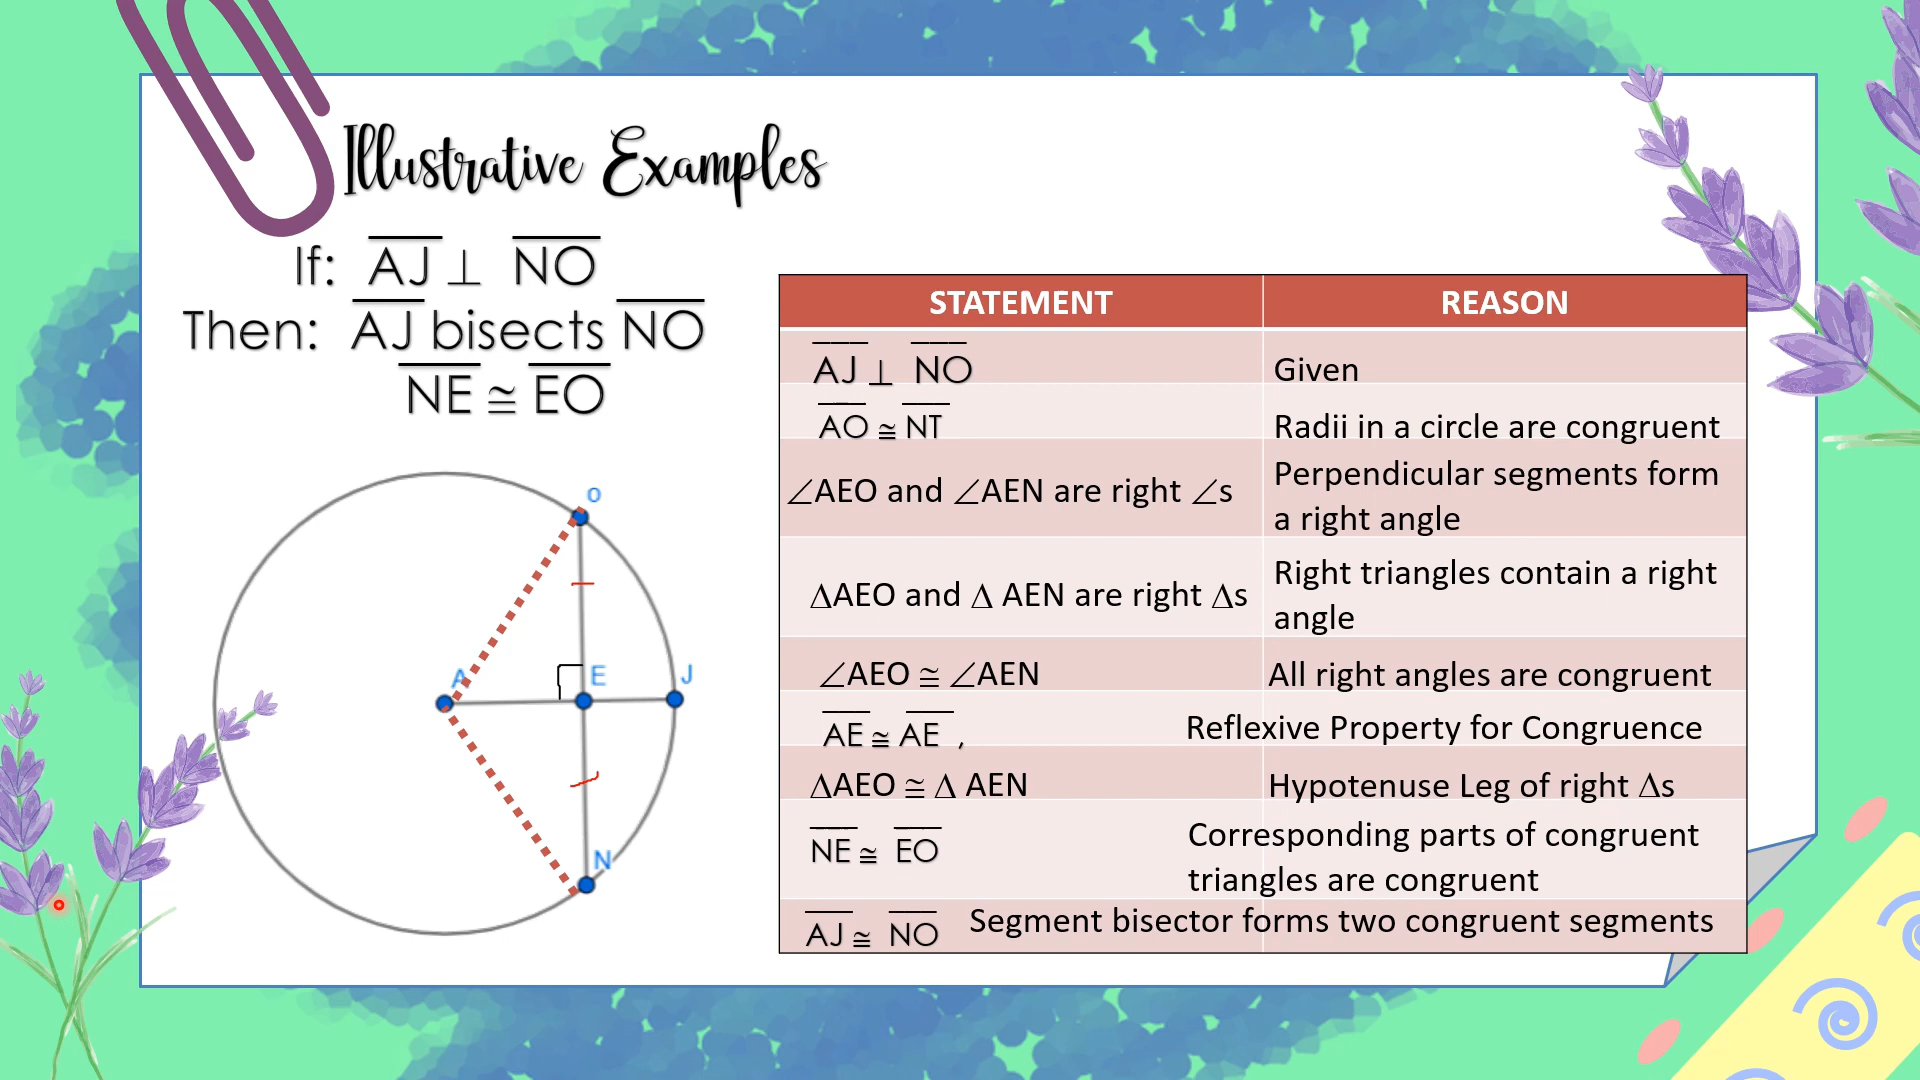 Illustrative Examples
If: AJ ⊥ NO
Then: AJ bisects NO
NE ≅ EO
O
A
E
J
N
STATEMENT REASON
AJ ⊥ NO Given
AO ≅ NT Radii in a circle are congruent
∠AEO and ∠AEN are right ∠s Perpendicular segments form
a right angle
∆AEO and ∆ AEN are right ∆s Right triangles contain a right
angle
∠AEO ≅ ∠AEN All right angles are congruent
AE ≅ AE , Reflexive Property for Congruence
∆AEO ≅ ∆ AEN Hypotenuse Leg of right ∆s
NE ≅ EO Corresponding parts of congruent
triangles are congruent
AJ ≅ NO Segment bisector forms two congruent segments